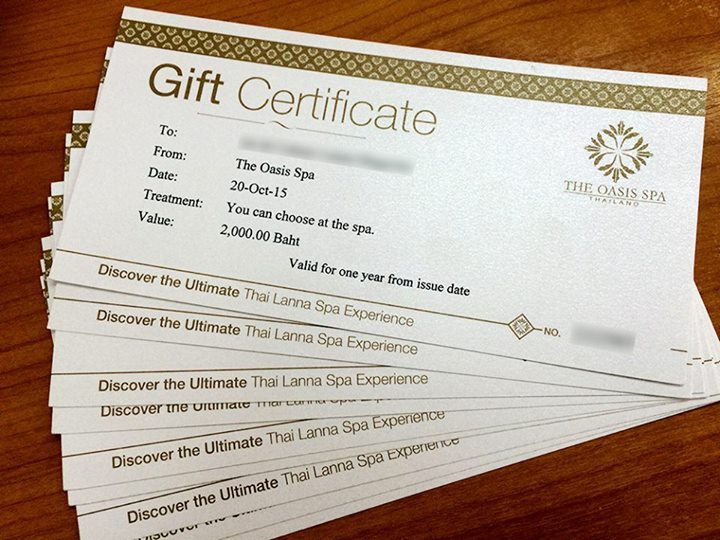 Gift Certificate
To:
From: The Oasis Spa
Date: 20-Oct-15
Treatment: You can choose at the spa.
Value: 2,000.00 Baht
Valid for one year from issue date
THE OASIS SPA
THAILAND
Discover the Ultimate Thai Lanna Spa Experience
NO.
Discover the Ultimate Thai Lanna Spa Experience
Discover the Ultimate Thai Lanna Spa Experience
Discover the Ultimate Thai Lanna Spa Experience
Discover the Ultimate Thai Lanna Spa Experience
Discover the Ultimate Thai Lanna Spa Experience
Discover the Ultimate